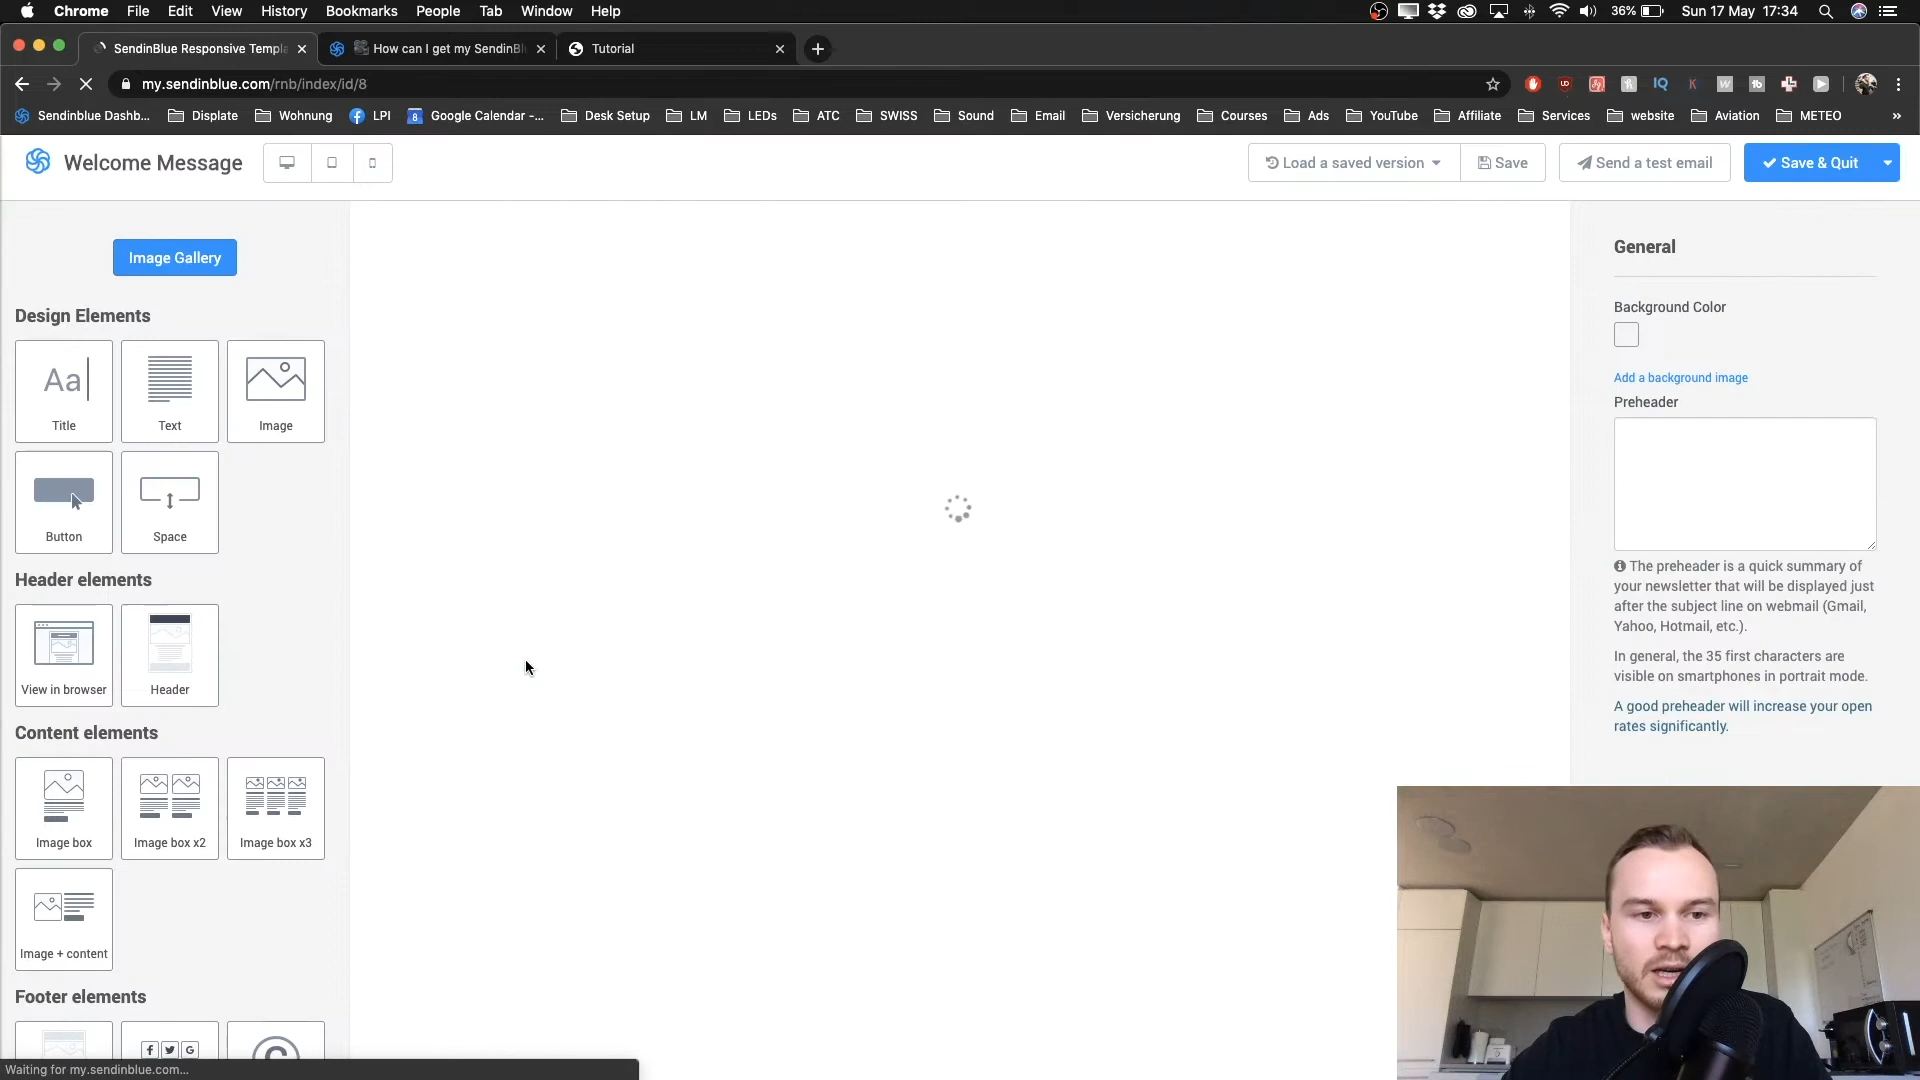 Chrome File Edit View History Bookmarks People Tab Window Help
36% Sun 17 May 17:34
SendinBlue Responsive Templa
How can I get my SendinBl
Tutorial
my.sendinblue.com/rnb/index/id/8
Sendinblue Dashb... Displate Wohnung LPI Google Calendar -... Desk Setup LM LEDs ATC SWISS Sound Email Versicherung Courses Ads YouTube Affiliate Services website Aviation METEO »
Welcome Message
Load a saved version
Save
Send a test email
Save & Quit
Image Gallery
Design Elements
Aa
Title Text Image
Button Space
Header elements
View in browser Header
Content elements
Image box Image box x2 Image box x3
Image + content
Footer elements
Waiting for my.sendinblue.com...
General
Background Color
Add a background image
Preheader
The preheader is a quick summary of
your newsletter that will be displayed just
after the subject line on webmail (Gmail,
Yahoo, Hotmail, etc.).
In general, the 35 first characters are
visible on smartphones in portrait mode.
A good preheader will increase your open
rates significantly.